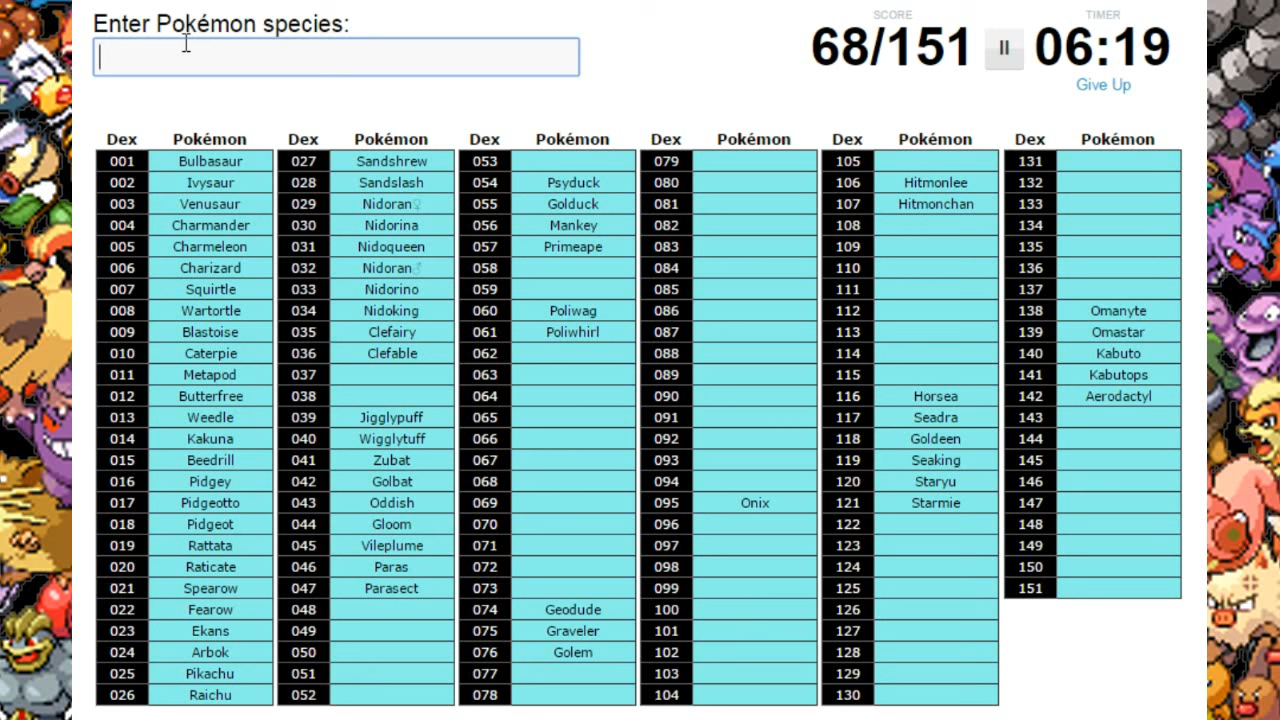 Enter Pokémon species:
SCORE
TIMER
68/151
06:19
Give Up
Dex Pokémon Dex Pokémon Dex Pokémon Dex Pokémon Dex Pokémon Dex Pokémon
001 Bulbasaur 027 Sandshrew 053 079 105 131
002 Ivysaur 028 Sandslash 054 Psyduck 080 106 Hitmonlee 132
003 Venusaur 029 Nidoran♀ 055 Golduck 081 107 Hitmonchan 133
004 Charmander 030 Nidorina 056 Mankey 082 108 134
005 Charmeleon 031 Nidoqueen 057 Primeape 083 109 135
006 Charizard 032 Nidoran♂ 058 084 110 136
007 Squirtle 033 Nidorino 059 085 111 137
008 Wartortle 034 Nidoking 060 Poliwag 086 112 138 Omanyte
009 Blastoise 035 Clefairy 061 Poliwhirl 087 113 139 Omastar
010 Caterpie 036 Clefable 062 088 114 140 Kabuto
011 Metapod 037 063 089 115 141 Kabutops
012 Butterfree 038 064 090 116 Horsea 142 Aerodactyl
013 Weedle 039 Jigglypuff 065 091 117 Seadra 143
014 Kakuna 040 Wigglytuff 066 092 118 Goldeen 144
015 Beedrill 041 Zubat 067 093 119 Seaking 145
016 Pidgey 042 Golbat 068 094 120 Staryu 146
017 Pidgeotto 043 Oddish 069 095 Onix 121 Starmie 147
018 Pidgeot 044 Gloom 070 096 122 148
019 Rattata 045 Vileplume 071 097 123 149
020 Raticate 046 Paras 072 098 124 150
021 Spearow 047 Parasect 073 099 125 151
022 Fearow 048 074 Geodude 100 126
023 Ekans 049 075 Graveler 101 127
024 Arbok 050 076 Golem 102 128
025 Pikachu 051 077 103 129
026 Raichu 052 078 104 130